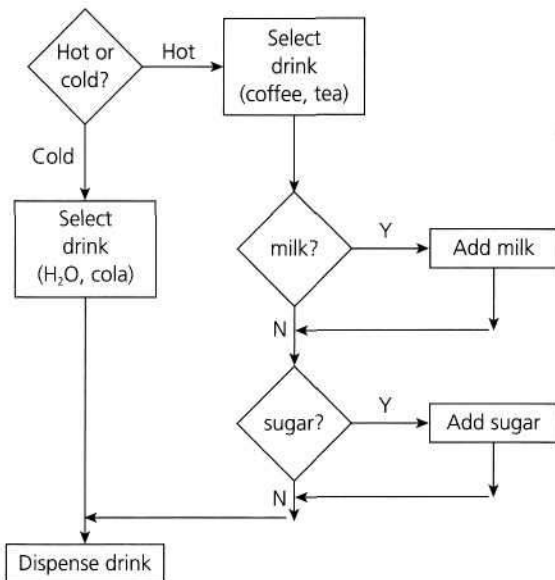 Hot or
cold?
Hot
Select
drink
(coffee, tea)
Cold
Select
drink
(H₂O, cola)
milk?
Y
Add milk
N
sugar?
Y
Add sugar
N
Dispense drink